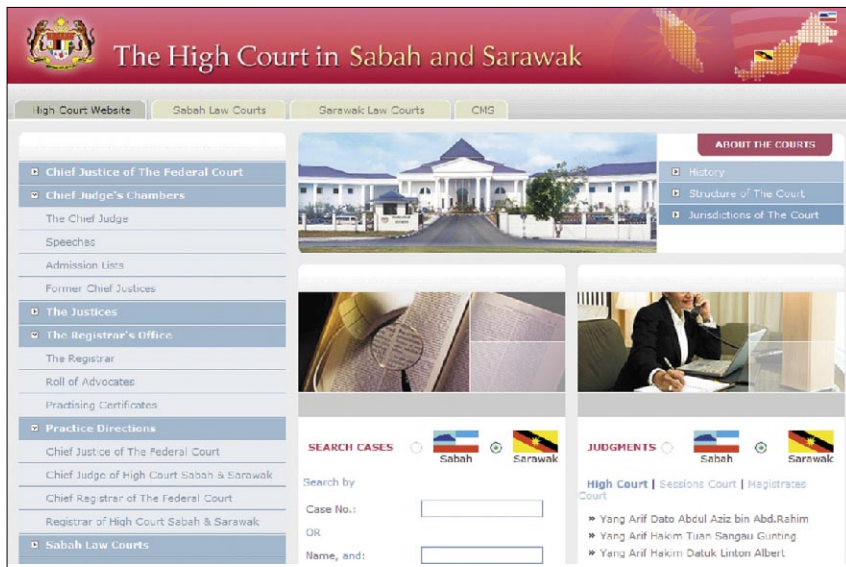 The High Court in Sabah and Sarawak
High Court Website
Sabah Law Courts
Sarawak Law Courts
CMS
Chief Justice of The Federal Court
Chief Judge's Chambers
The Chief Judge
Speeches
Admission Lists
Former Chief Justices
The Justices
The Registrar's Office
The Registrar
Roll of Advocates
Practising Certificates
Practice Directions
Chief Justice of The Federal Court
Chief Judge of High Court Sabah & Sarawak
Chief Registrar of The Federal Court
Registrar of High Court Sabah & Sarawak
Sabah Law Courts
ABOUT THE COURTS
History
Structure of The Court
Jurisdictions of The Court
SEARCH CASES
Sabah
Sarawak
Search by
Case No.:
OR
Name, and:
JUDGMENTS
Sabah
Sarawak
High Court | Sessions Court | Magistrates
Court
» Yang Arif Dato Abdul Aziz bin Abd.Rahim
» Yang Arif Hakim Tuan Sangau Gunting
» Yang Arif Hakim Datuk Linton Albert